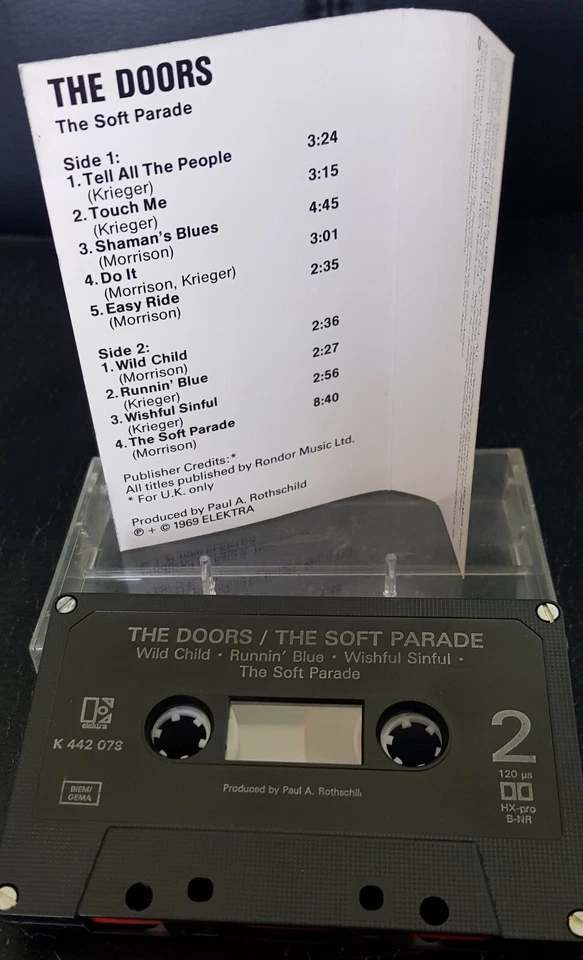 THE DOORS
The Soft Parade
Side 1:
1. Tell All The People 3:24
(Krieger)
2. Touch Me 3:15
(Krieger)
3. Shaman's Blues 4:45
(Morrison)
4. Do It 3:01
(Morrison, Krieger)
5. Easy Ride 2:35
(Morrison)
Side 2:
1. Wild Child 2:36
(Morrison)
2. Runnin' Blue 2:27
(Krieger)
3. Wishful Sinful 2:56
(Krieger)
4. The Soft Parade 8:40
(Morrison)
Publisher Credits:*
All titles published by Rondor Music Ltd.
* For U.K. only
Produced by Paul A. Rothschild
℗ + © 1969 ELEKTRA
THE DOORS / THE SOFT PARADE
Wild Child · Runnin' Blue · Wishful Sinful ·
The Soft Parade
elektra
K 442 078
BIEM/
GEMA
Produced by Paul A. Rothschil
2
120 µs
HX-pro
B-NR